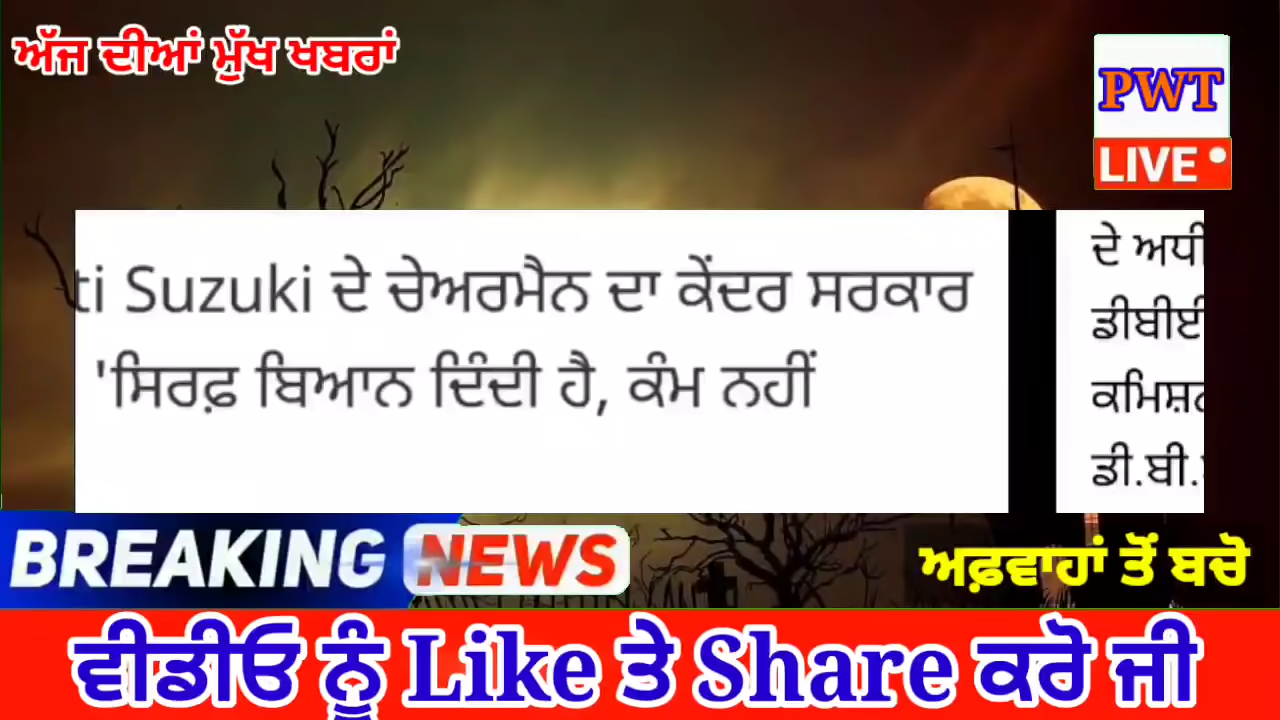 ਅੱਜ ਦੀਆਂ ਮੁੱਖ ਖਬਰਾਂ
PWT
LIVE
ti Suzuki ਦੇ ਚੇਅਰਮੈਨ ਦਾ ਕੇਂਦਰ ਸਰਕਾਰ
'ਸਿਰਫ਼ ਬਿਆਨ ਦਿੰਦੀ ਹੈ, ਕੰਮ ਨਹੀਂ
ਦੇ ਅਧੀ
ਡੀਬੀਈ
ਕਮਿਸ਼
ਡੀ.ਬੀ.
BREAKING NEWS
ਅਫ਼ਵਾਹਾਂ ਤੋਂ ਬਚੋ
ਵੀਡੀਓ ਨੂੰ Like ਤੇ Share ਕਰੋ ਜੀ